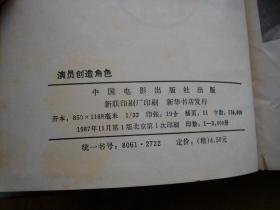 演员创造角色
中国电影出版社出版
新联印刷厂印刷 新华书店发行
开本：850×1168毫米 1/32 印张：19 插页：11 字数：
1987年11月第1版北京第1次印刷 印数：1—3,000册
统一书号：8061·2722 定价：（精）4.50元